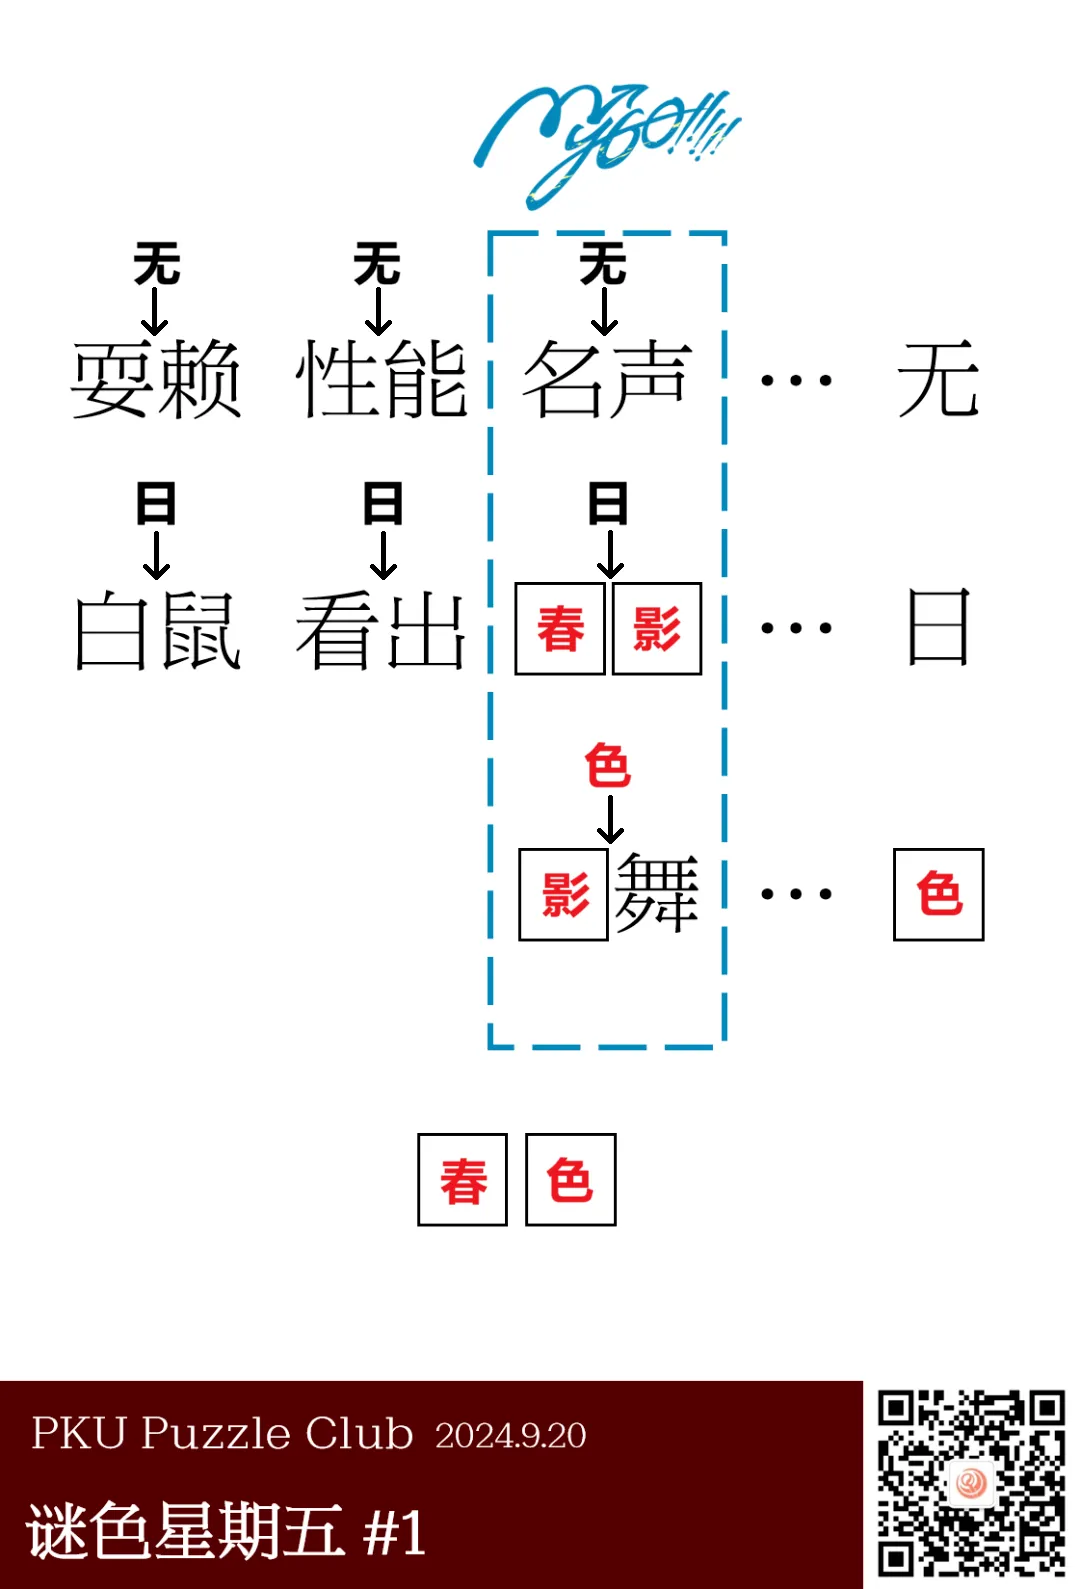 MyGO!!!!!
无 无 无
耍赖 性能 名声 … 无
日 日 日
白鼠 看出 春影 … 日
色
影舞 … 色
春色
PKU Puzzle Club 2024.9.20
谜色星期五 #1